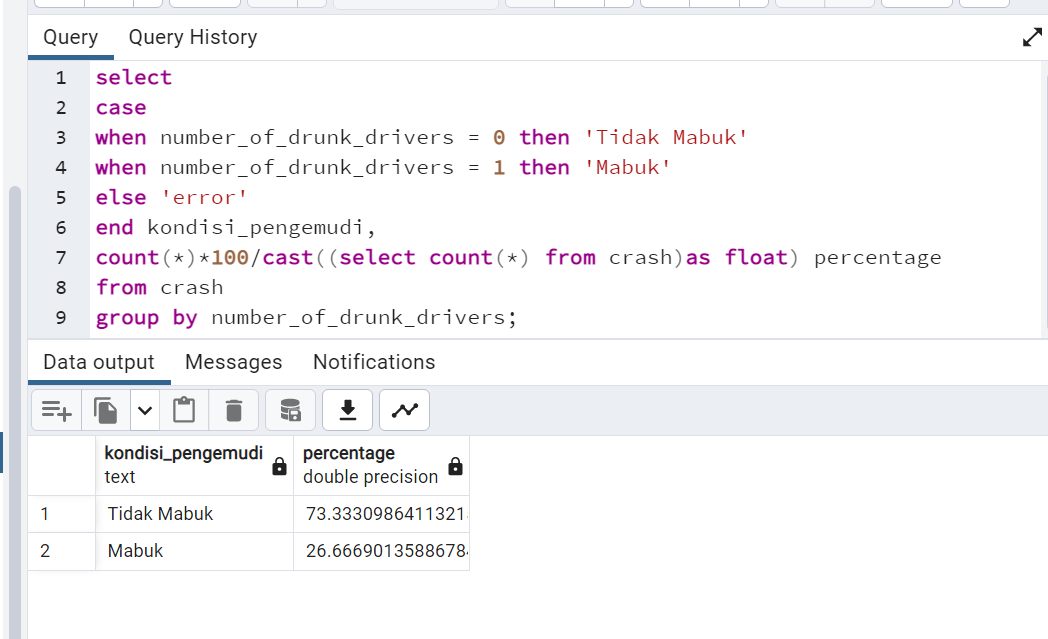 Query Query History
1 select
2 case
3 when number_of_drunk_drivers = 0 then 'Tidak Mabuk'
4 when number_of_drunk_drivers = 1 then 'Mabuk'
5 else 'error'
6 end kondisi_pengemudi,
7 count(*)*100/cast((select count(*) from crash)as float) percentage
8 from crash
9 group by number_of_drunk_drivers;
Data output Messages Notifications
kondisi_pengemudi percentage
text double precision
1 Tidak Mabuk 73.3330986411321
2 Mabuk 26.6669013588678